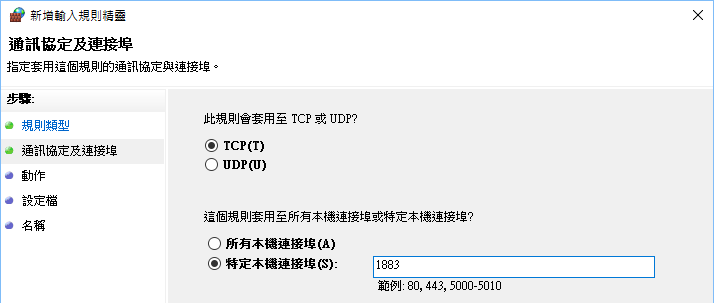 新增輸入規則精靈
通訊協定及連接埠
指定套用這個規則的通訊協定與連接埠。
步驟:
規則類型
通訊協定及連接埠
動作
設定檔
名稱
此規則會套用至 TCP 或 UDP?
TCP(T)
UDP(U)
這個規則套用至所有本機連接埠或特定本機連接埠?
所有本機連接埠(A)
特定本機連接埠(S): 1883
範例: 80, 443, 5000-5010